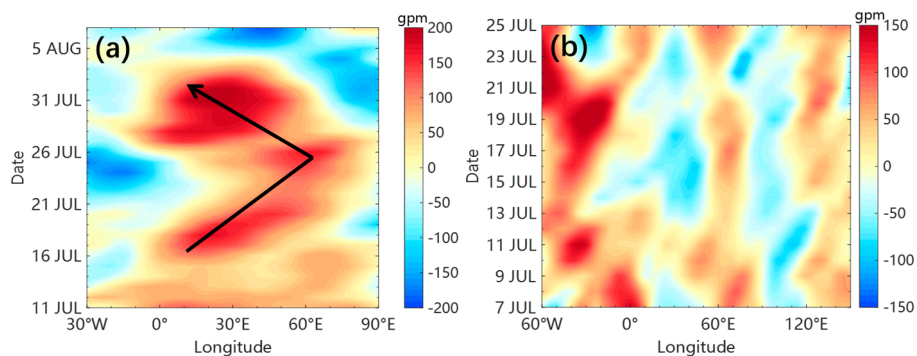 (a)
gpm
200
150
100
50
0
-50
-100
-150
-200
5 AUG
31 JUL
26 JUL
21 JUL
16 JUL
11 JUL
Date
30°W 0° 30°E 60°E 90°E
Longitude
(b)
gpm
150
100
50
0
-50
-100
-150
25 JUL
23 JUL
21 JUL
19 JUL
17 JUL
15 JUL
13 JUL
11 JUL
9 JUL
7 JUL
Date
60°W 0° 60°E 120°E
Longitude